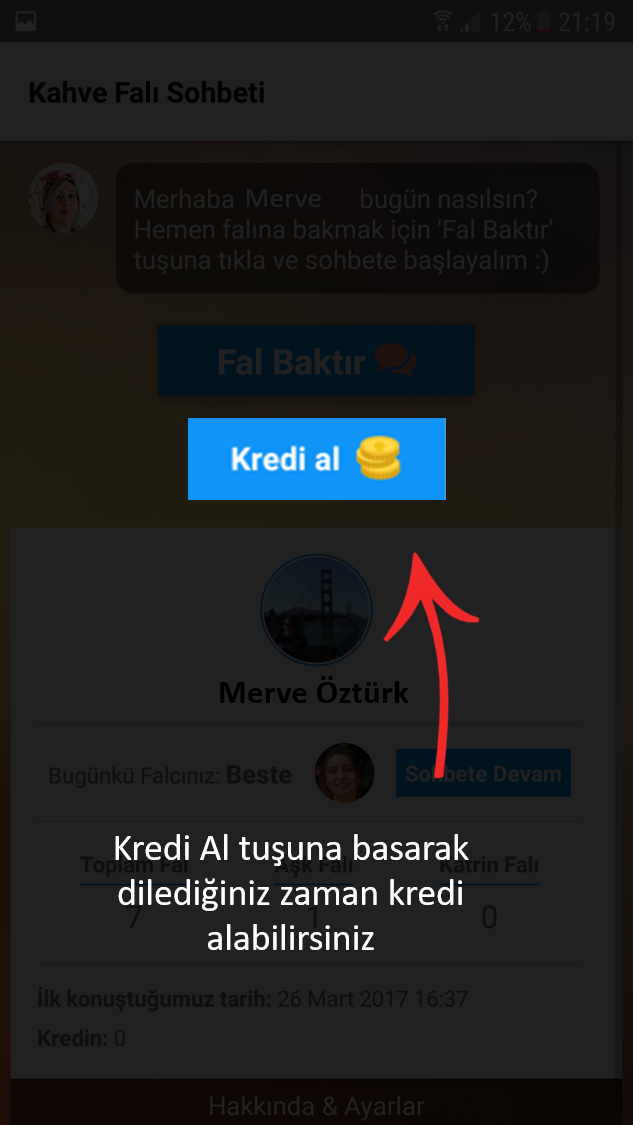 12% 21:19
Kahve Falı Sohbeti
Merhaba Merve bugün nasılsın?
Hemen falına bakmak için 'Fal Baktır'
tuşuna tıkla ve sohbete başlayalım :)
Fal Baktır
Kredi al
Merve Öztürk
Bugünkü Falcınız: Beste
Sohbete Devam
Kredi Al tuşuna basarak
dilediğiniz zaman kredi
alabilirsiniz
Toplam Fal Aşk Falı Katrin Falı
7 1 0
İlk konuştuğumuz tarih: 26 Mart 2017 16:37
Kredin: 0
Hakkında & Ayarlar